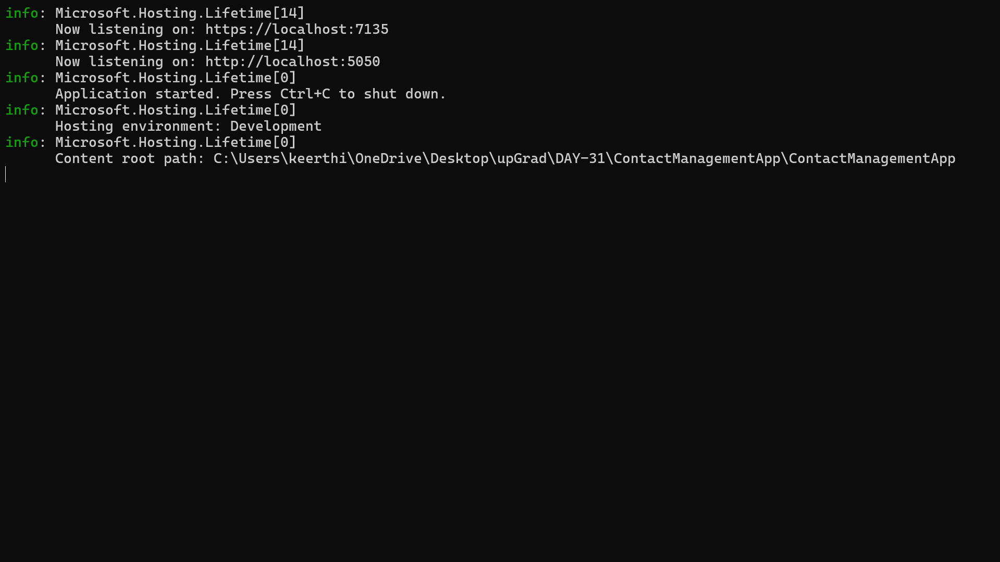 info: Microsoft.Hosting.Lifetime[14]
      Now listening on: https://localhost:7135
info: Microsoft.Hosting.Lifetime[14]
      Now listening on: http://localhost:5050
info: Microsoft.Hosting.Lifetime[0]
      Application started. Press Ctrl+C to shut down.
info: Microsoft.Hosting.Lifetime[0]
      Hosting environment: Development
info: Microsoft.Hosting.Lifetime[0]
      Content root path: C:\Users\keerthi\OneDrive\Desktop\upGrad\DAY-31\ContactManagementApp\ContactManagementApp